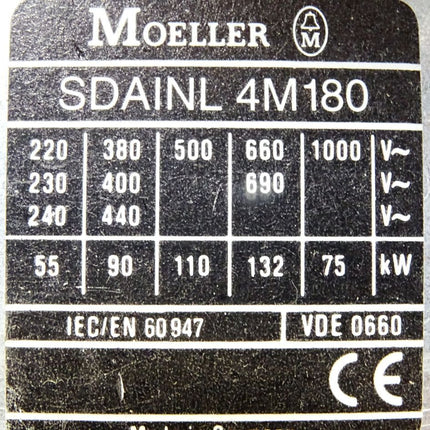 MOELLER M
SDAINL 4M180
220 380 500 660 1000 V~
230 400 690 V~
240 440 V~
55 90 110 132 75 kW
IEC/EN 60947 VDE 0660
CE